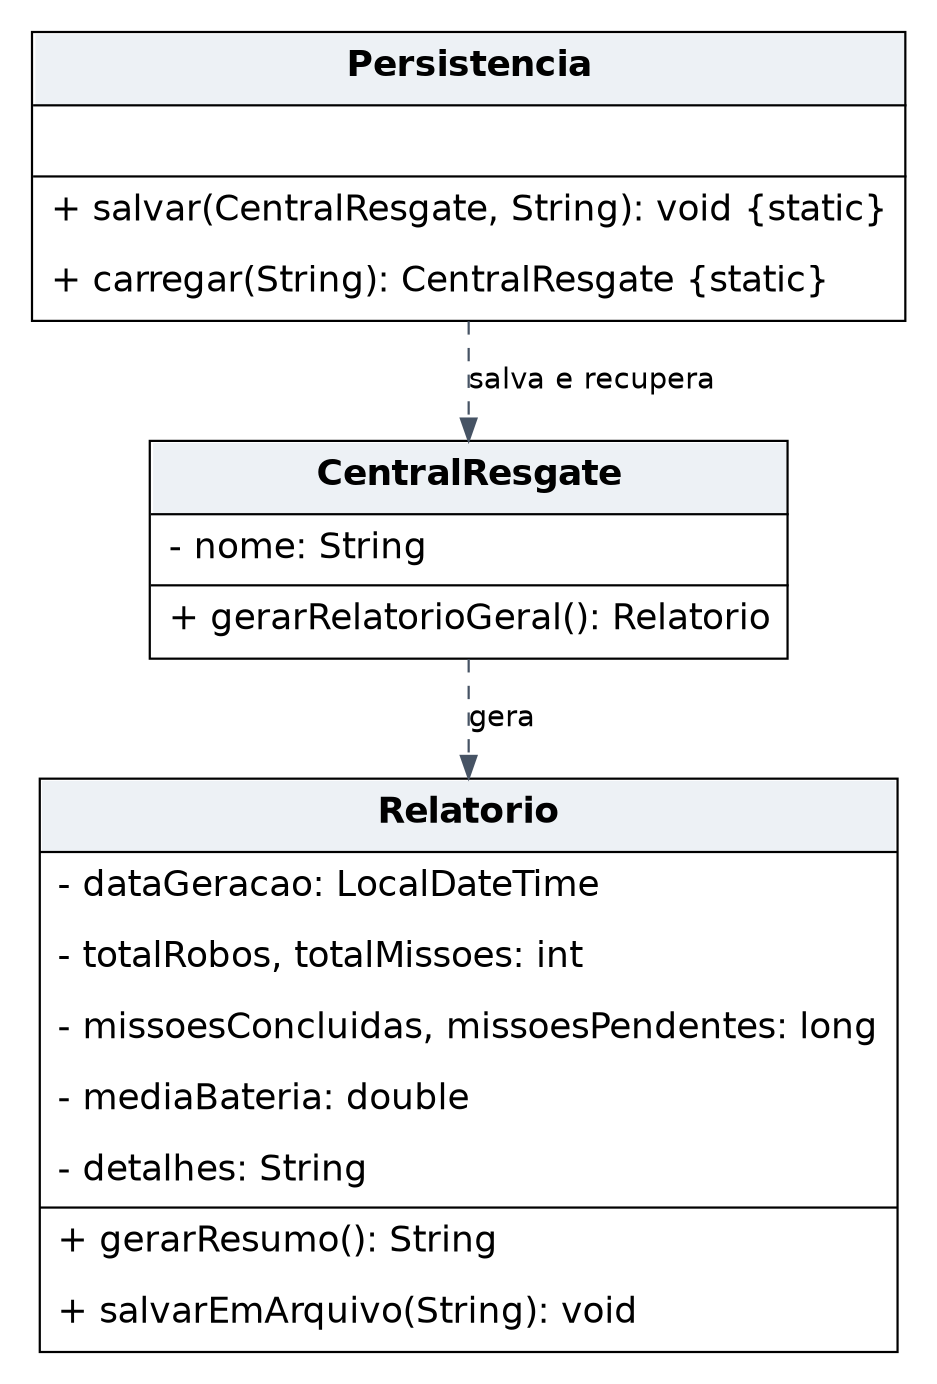 Persistencia
+ salvar(CentralResgate, String): void {static}
+ carregar(String): CentralResgate {static}
salva e recupera
CentralResgate
- nome: String
+ gerarRelatorioGeral(): Relatorio
gera
Relatorio
- dataGeracao: LocalDateTime
- totalRobos, totalMissoes: int
- missoesConcluidas, missoesPendentes: long
- mediaBateria: double
- detalhes: String
+ gerarResumo(): String
+ salvarEmArquivo(String): void